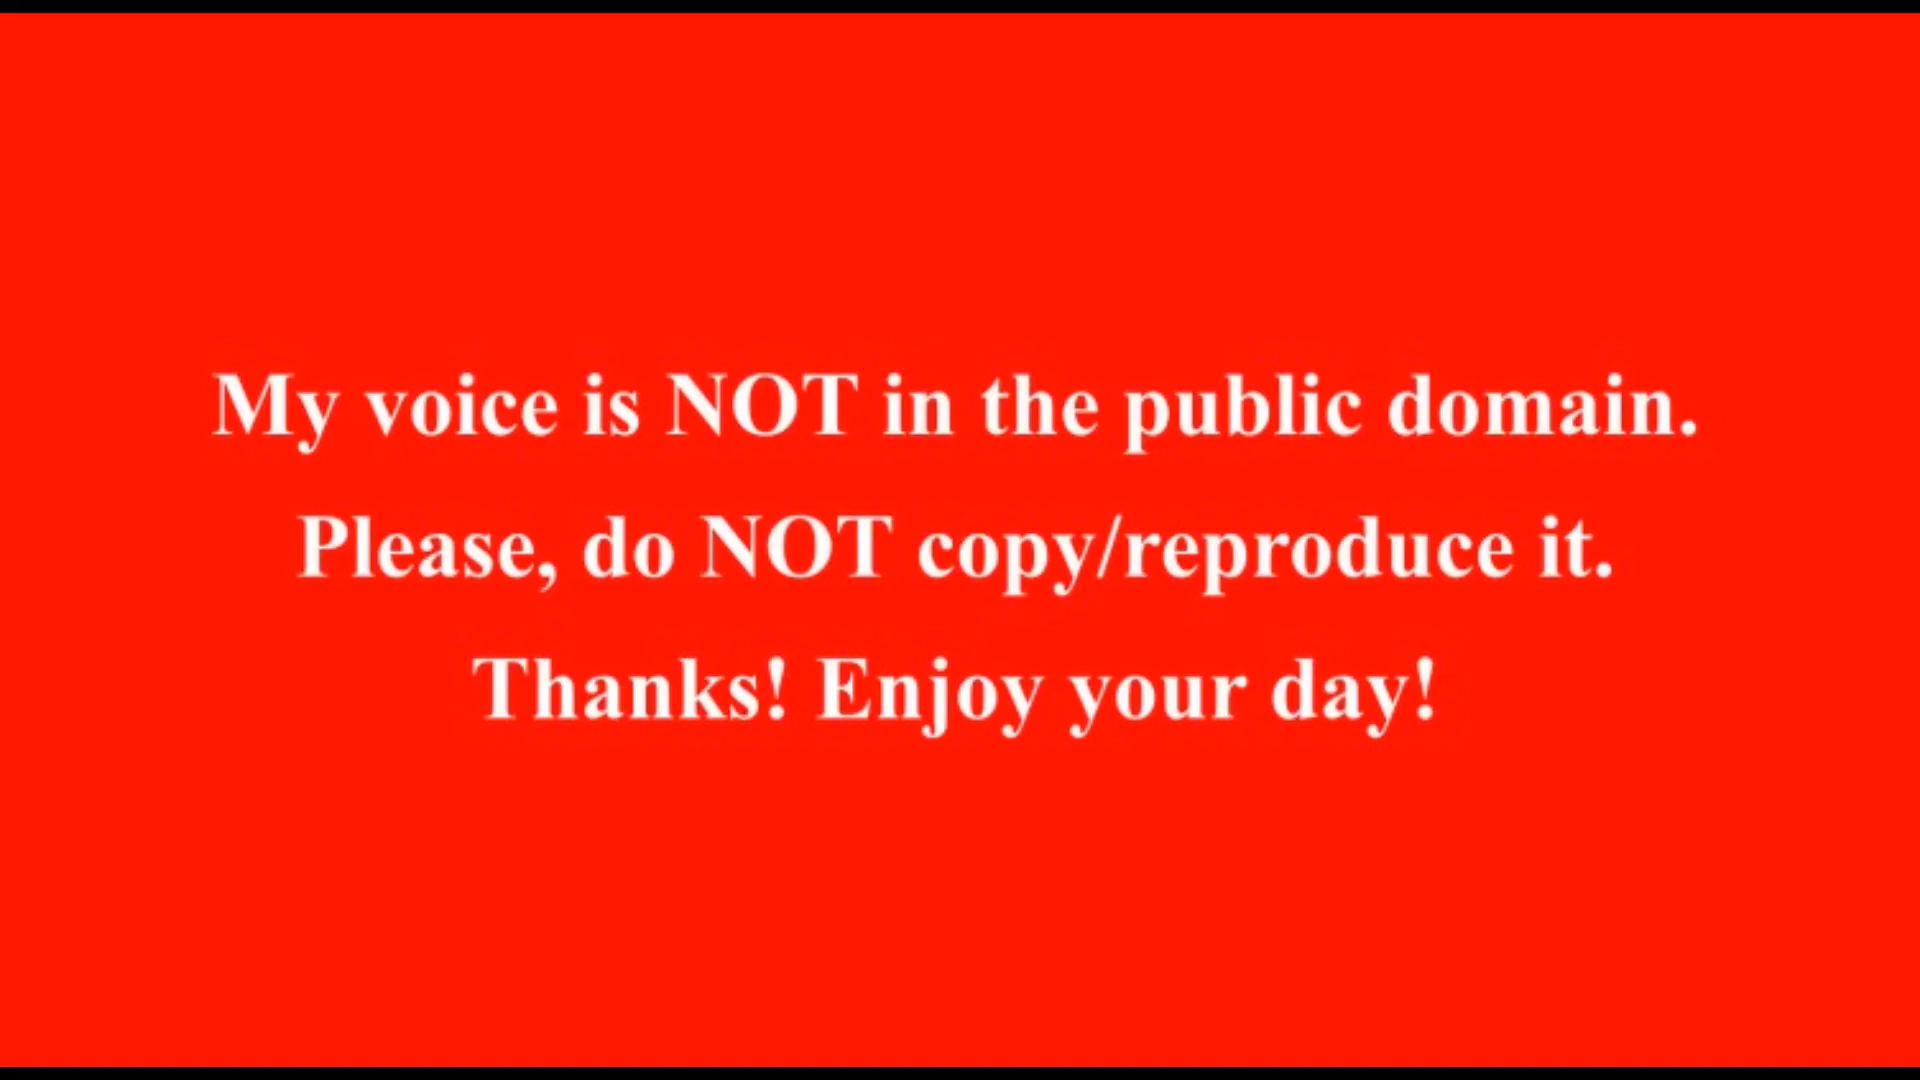 My voice is NOT in the public domain.
Please, do NOT copy/reproduce it.
Thanks! Enjoy your day!